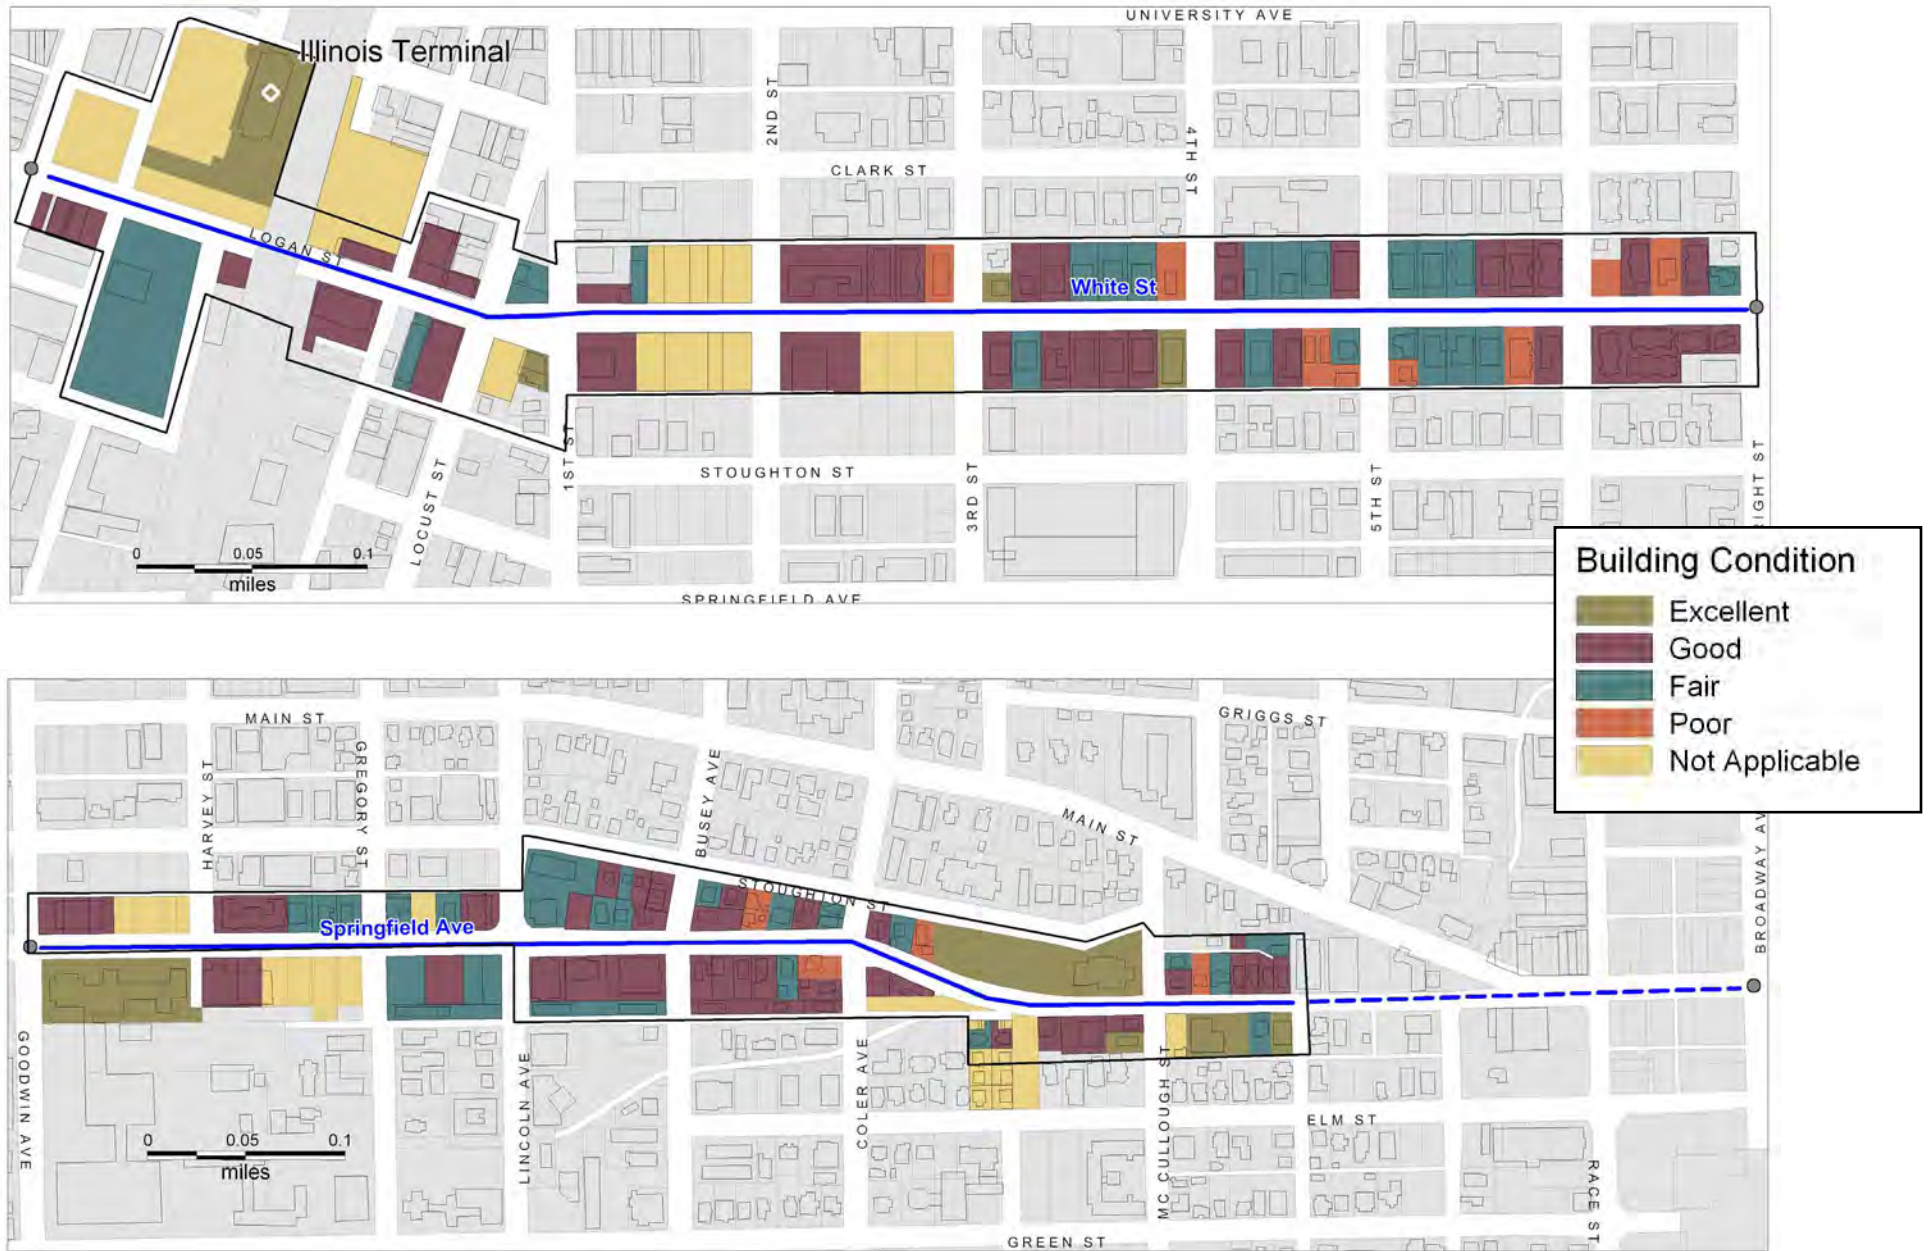 UNIVERSITY AVE
Illinois Terminal
2ND ST
4TH ST
CLARK ST
LOGAN ST
White St
1ST ST
STOUGHTON ST
LOCUST ST
3RD ST
5TH ST
RIGHT ST
0 0.05 0.1
miles
SPRINGFIELD AVE
Building Condition
Excellent
Good
Fair
Poor
Not Applicable
MAIN ST
GRIGGS ST
HARVEY ST
GREGORY ST
BUSEY AVE
MAIN ST
BROADWAY AV
STOUGHTON ST
Springfield Ave
GOODWIN AVE
LINCOLN AVE
COLER AVE
MC CULLOUGH ST
ELM ST
RACE ST
0 0.05 0.1
miles
GREEN ST